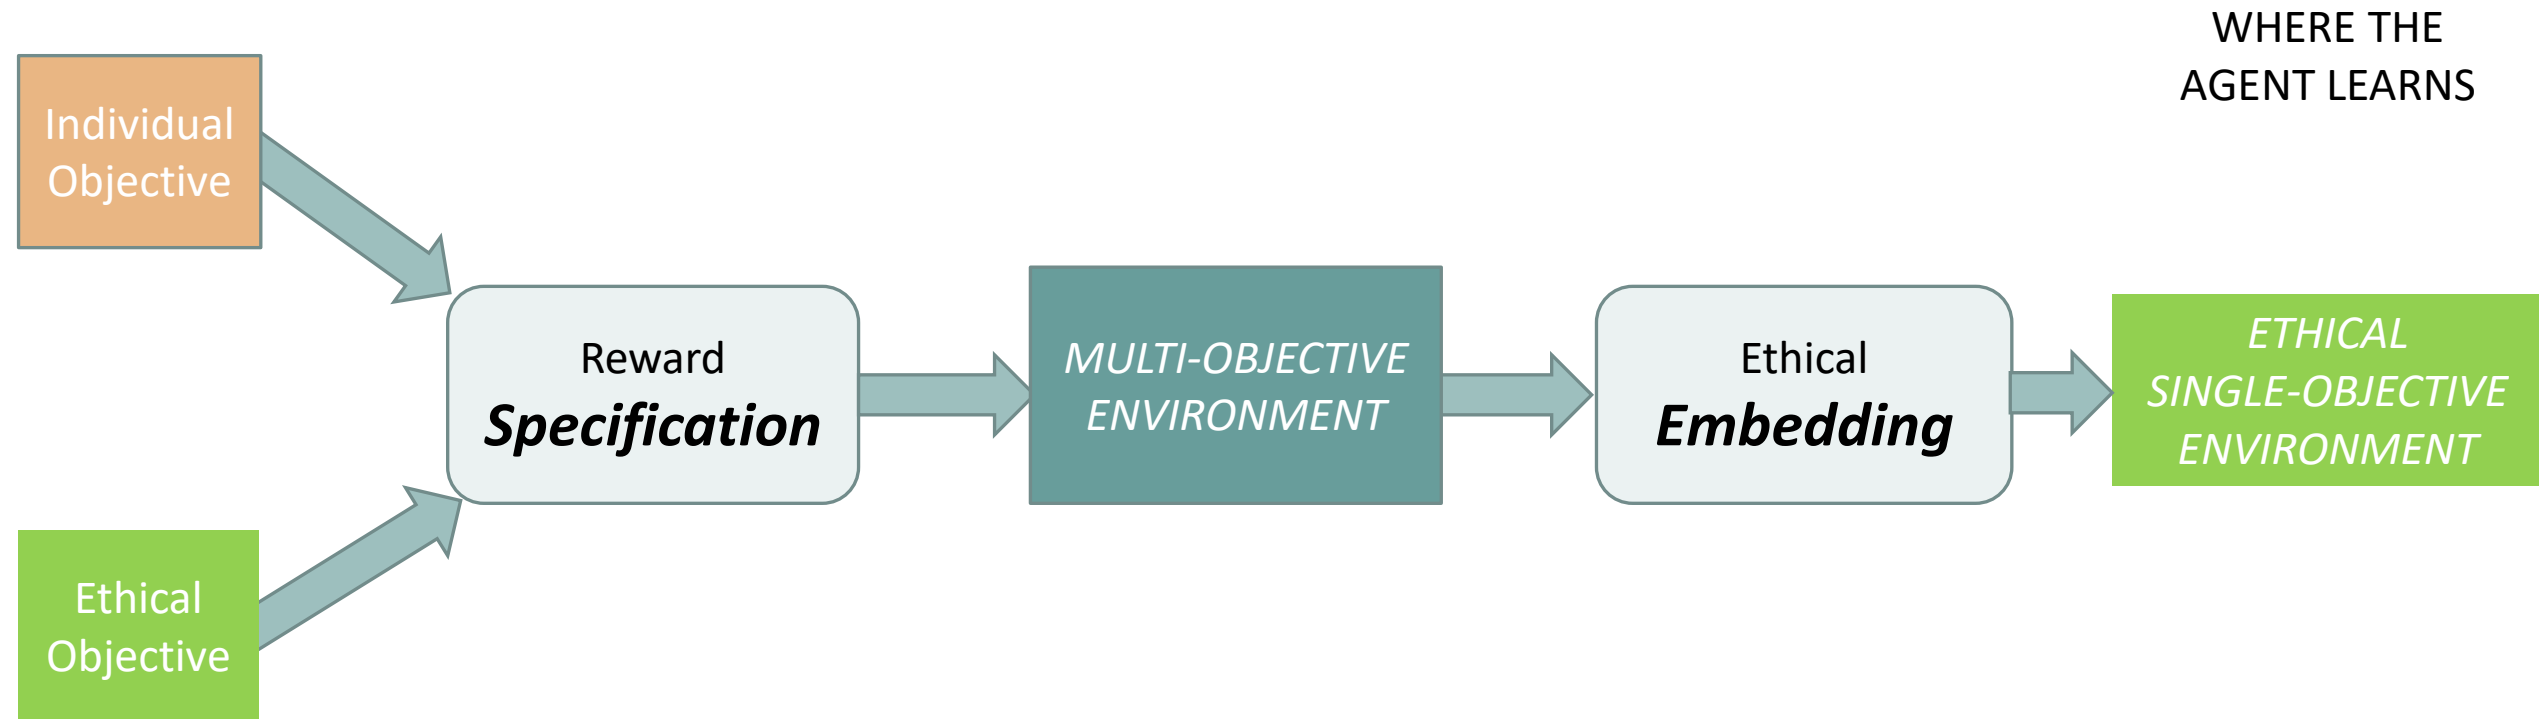 WHERE THE
AGENT LEARNS
Individual
Objective
Reward
Specification
MULTI-OBJECTIVE
ENVIRONMENT
Ethical
Embedding
ETHICAL
SINGLE-OBJECTIVE
ENVIRONMENT
Ethical
Objective